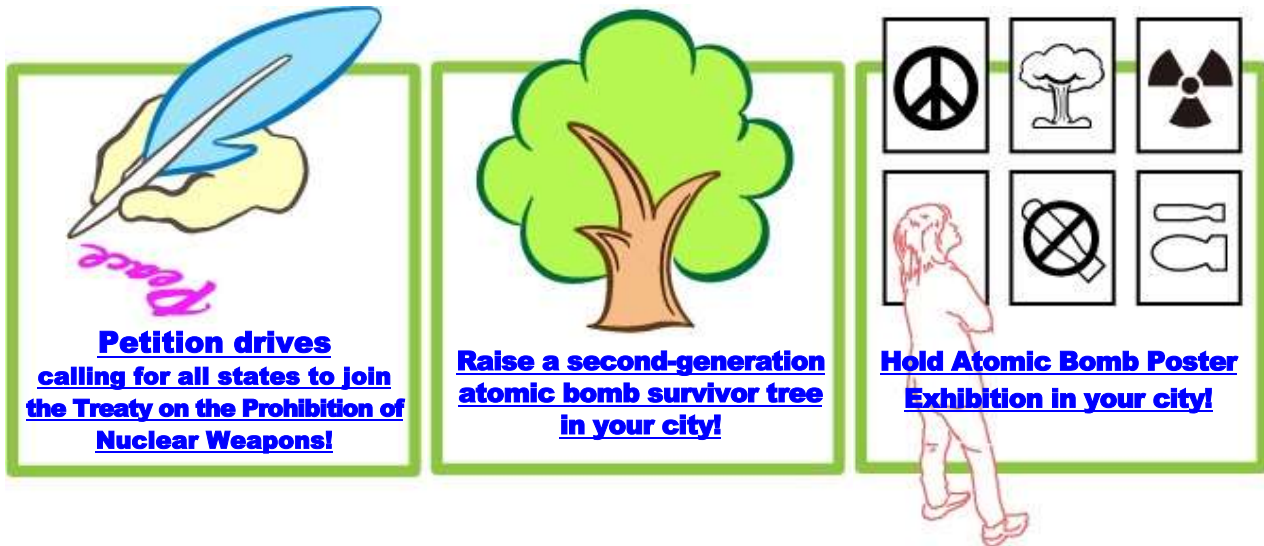 Peace
Petition drives
calling for all states to join
the Treaty on the Prohibition of
Nuclear Weapons!
Raise a second-generation
atomic bomb survivor tree
in your city!
Hold Atomic Bomb Poster
Exhibition in your city!